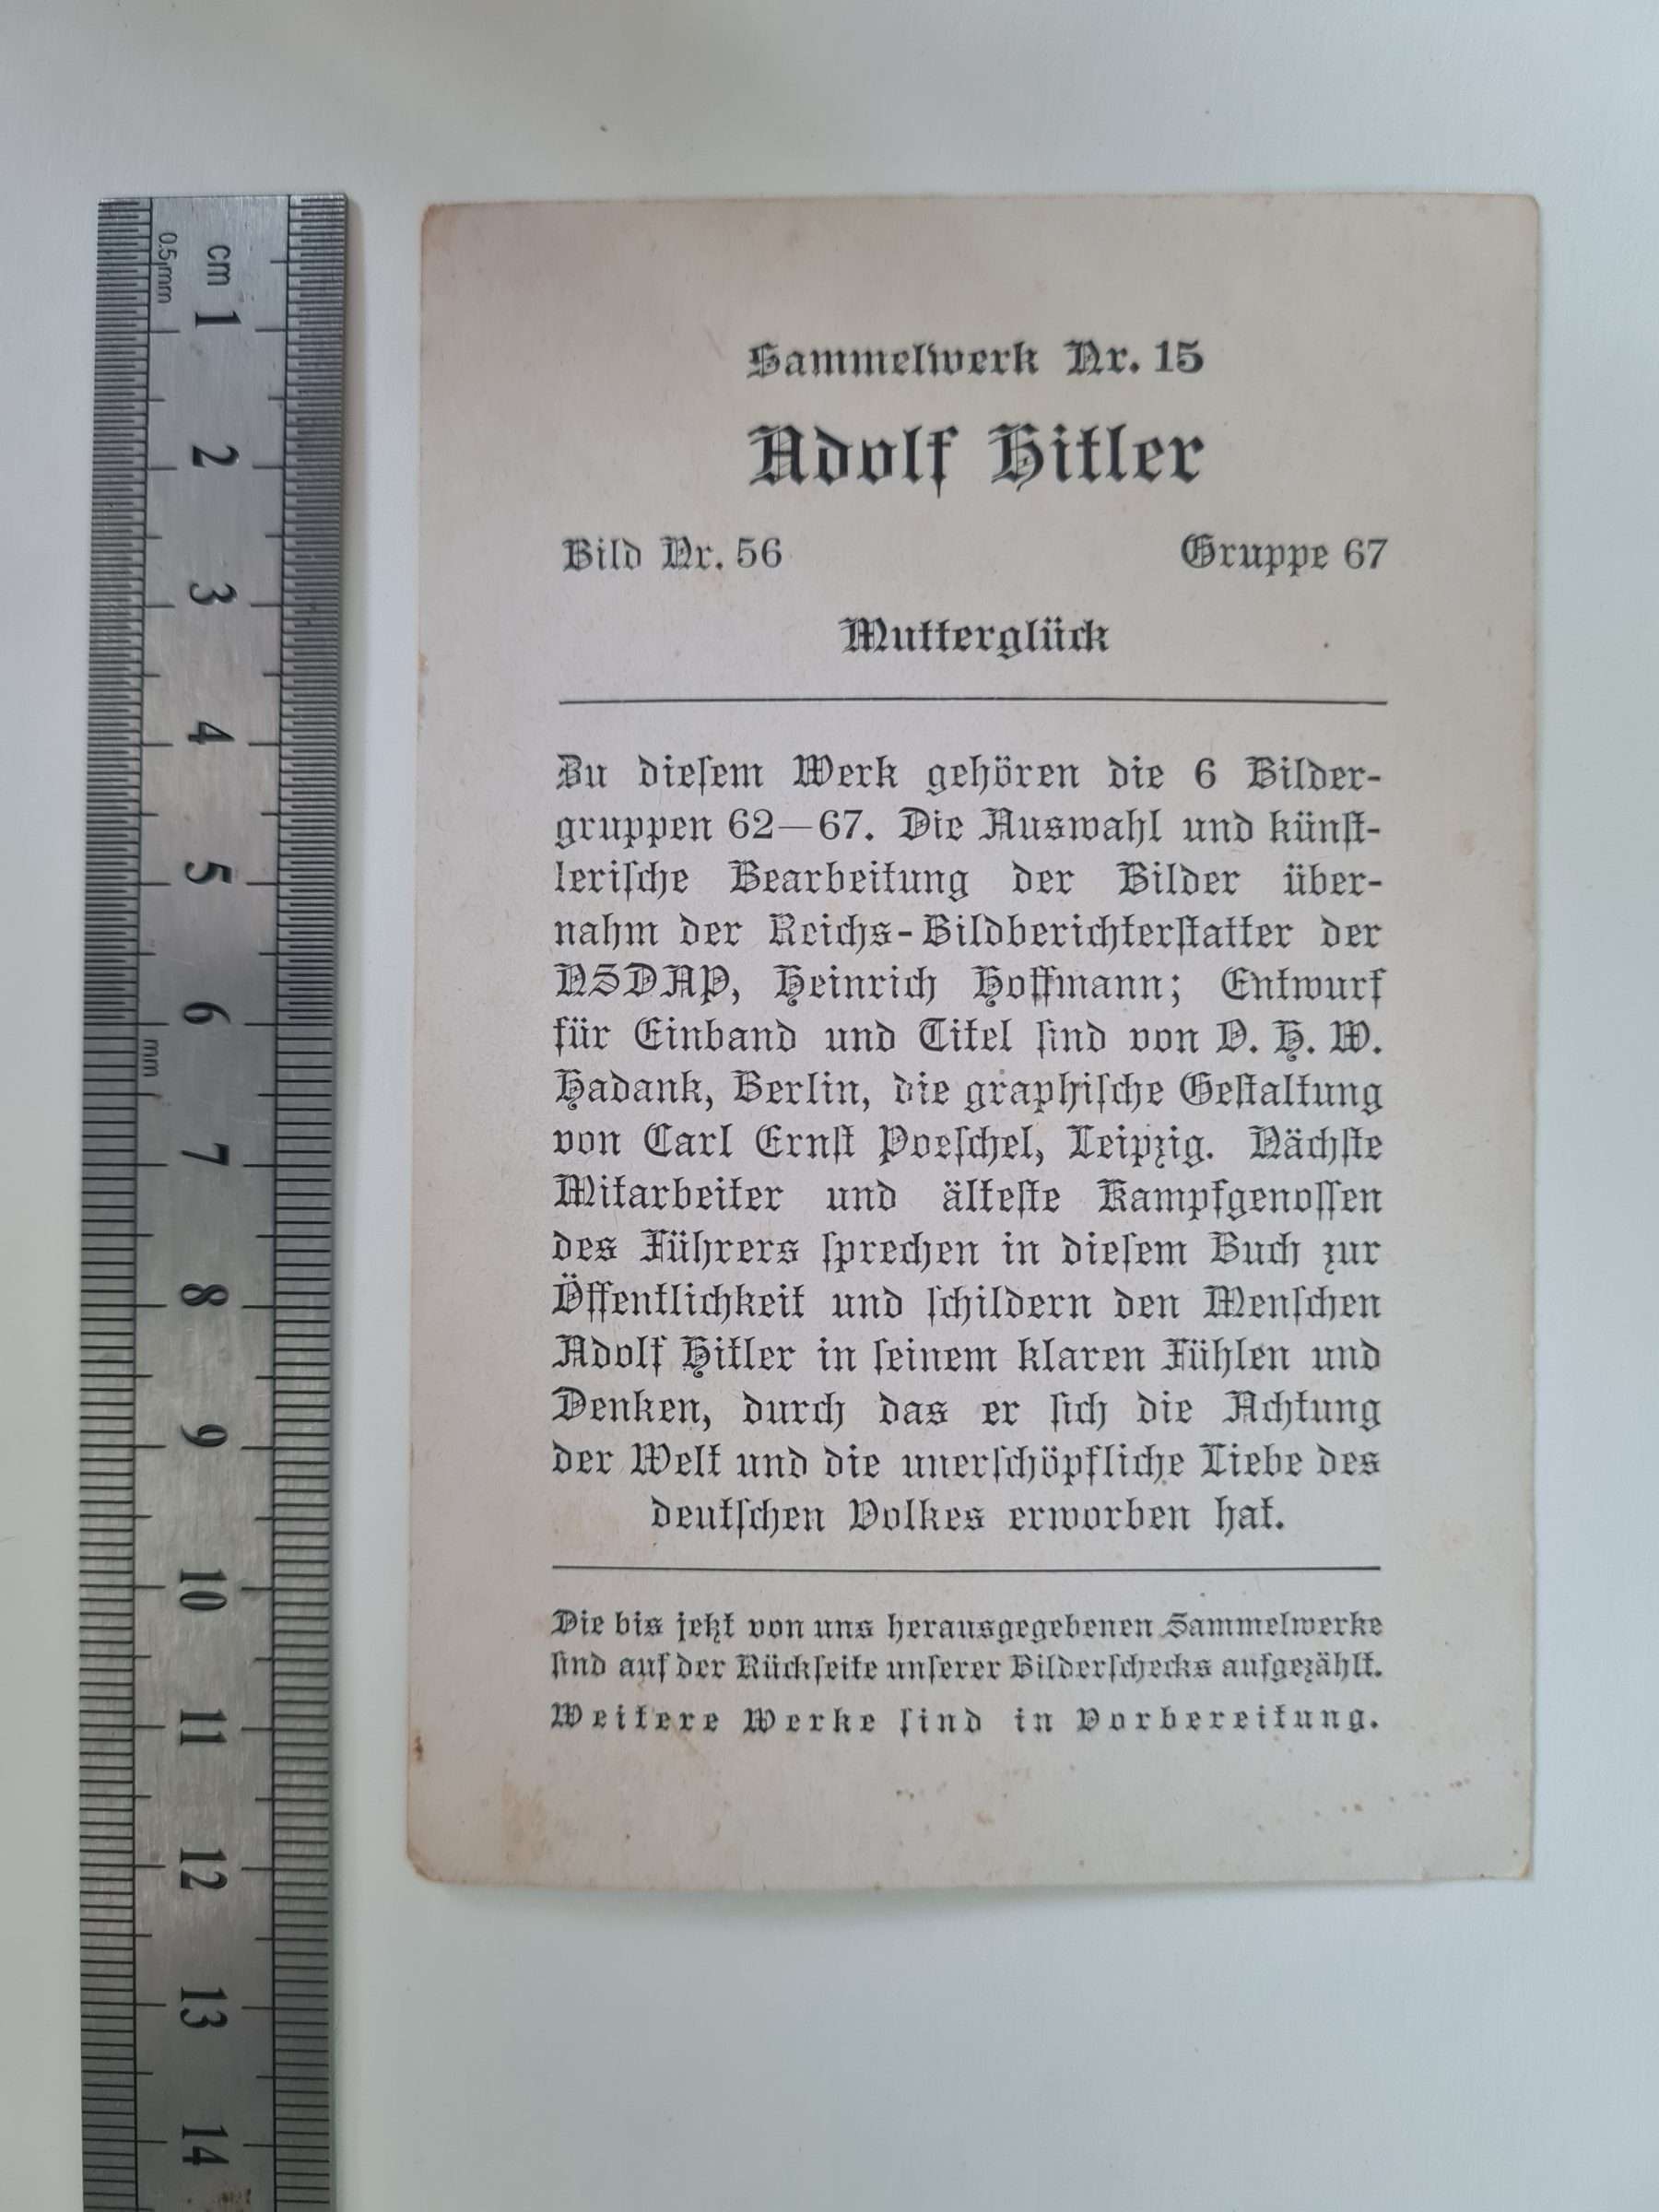 Sammelwerk Nr. 15
Adolf Hitler
Bild Nr. 56 Gruppe 67
Mutterglück
Zu dieſem Werk gehören die 6 Bilder-
gruppen 62—67. Die Auswahl und künſt-
leriſche Bearbeitung der Bilder über-
nahm der Reichs-Bildberichterſtatter der
NSDAP, Heinrich Hoffmann; Entwurf
für Einband und Titel ſind von O. H. W.
Hadank, Berlin, die graphiſche Geſtaltung
von Carl Ernſt Poeſchel, Leipzig. Nächſte
Mitarbeiter und älteſte Kampfgenoſſen
des Führers ſprechen in dieſem Buch zur
Öffentlichkeit und ſchildern den Menſchen
Adolf Hitler in ſeinem klaren Fühlen und
Denken, durch das er ſich die Achtung
der Welt und die unerſchöpfliche Liebe des
deutſchen Volkes erworben hat.
Die bis jetzt von uns herausgegebenen Sammelwerke
ſind auf der Rückſeite unſerer Bilderſchecks aufgezählt.
Weitere Werke ſind in Vorbereitung.
cm
0.5mm
1
2
3
4
5
6
mm
7
8
9
10
11
12
13
14